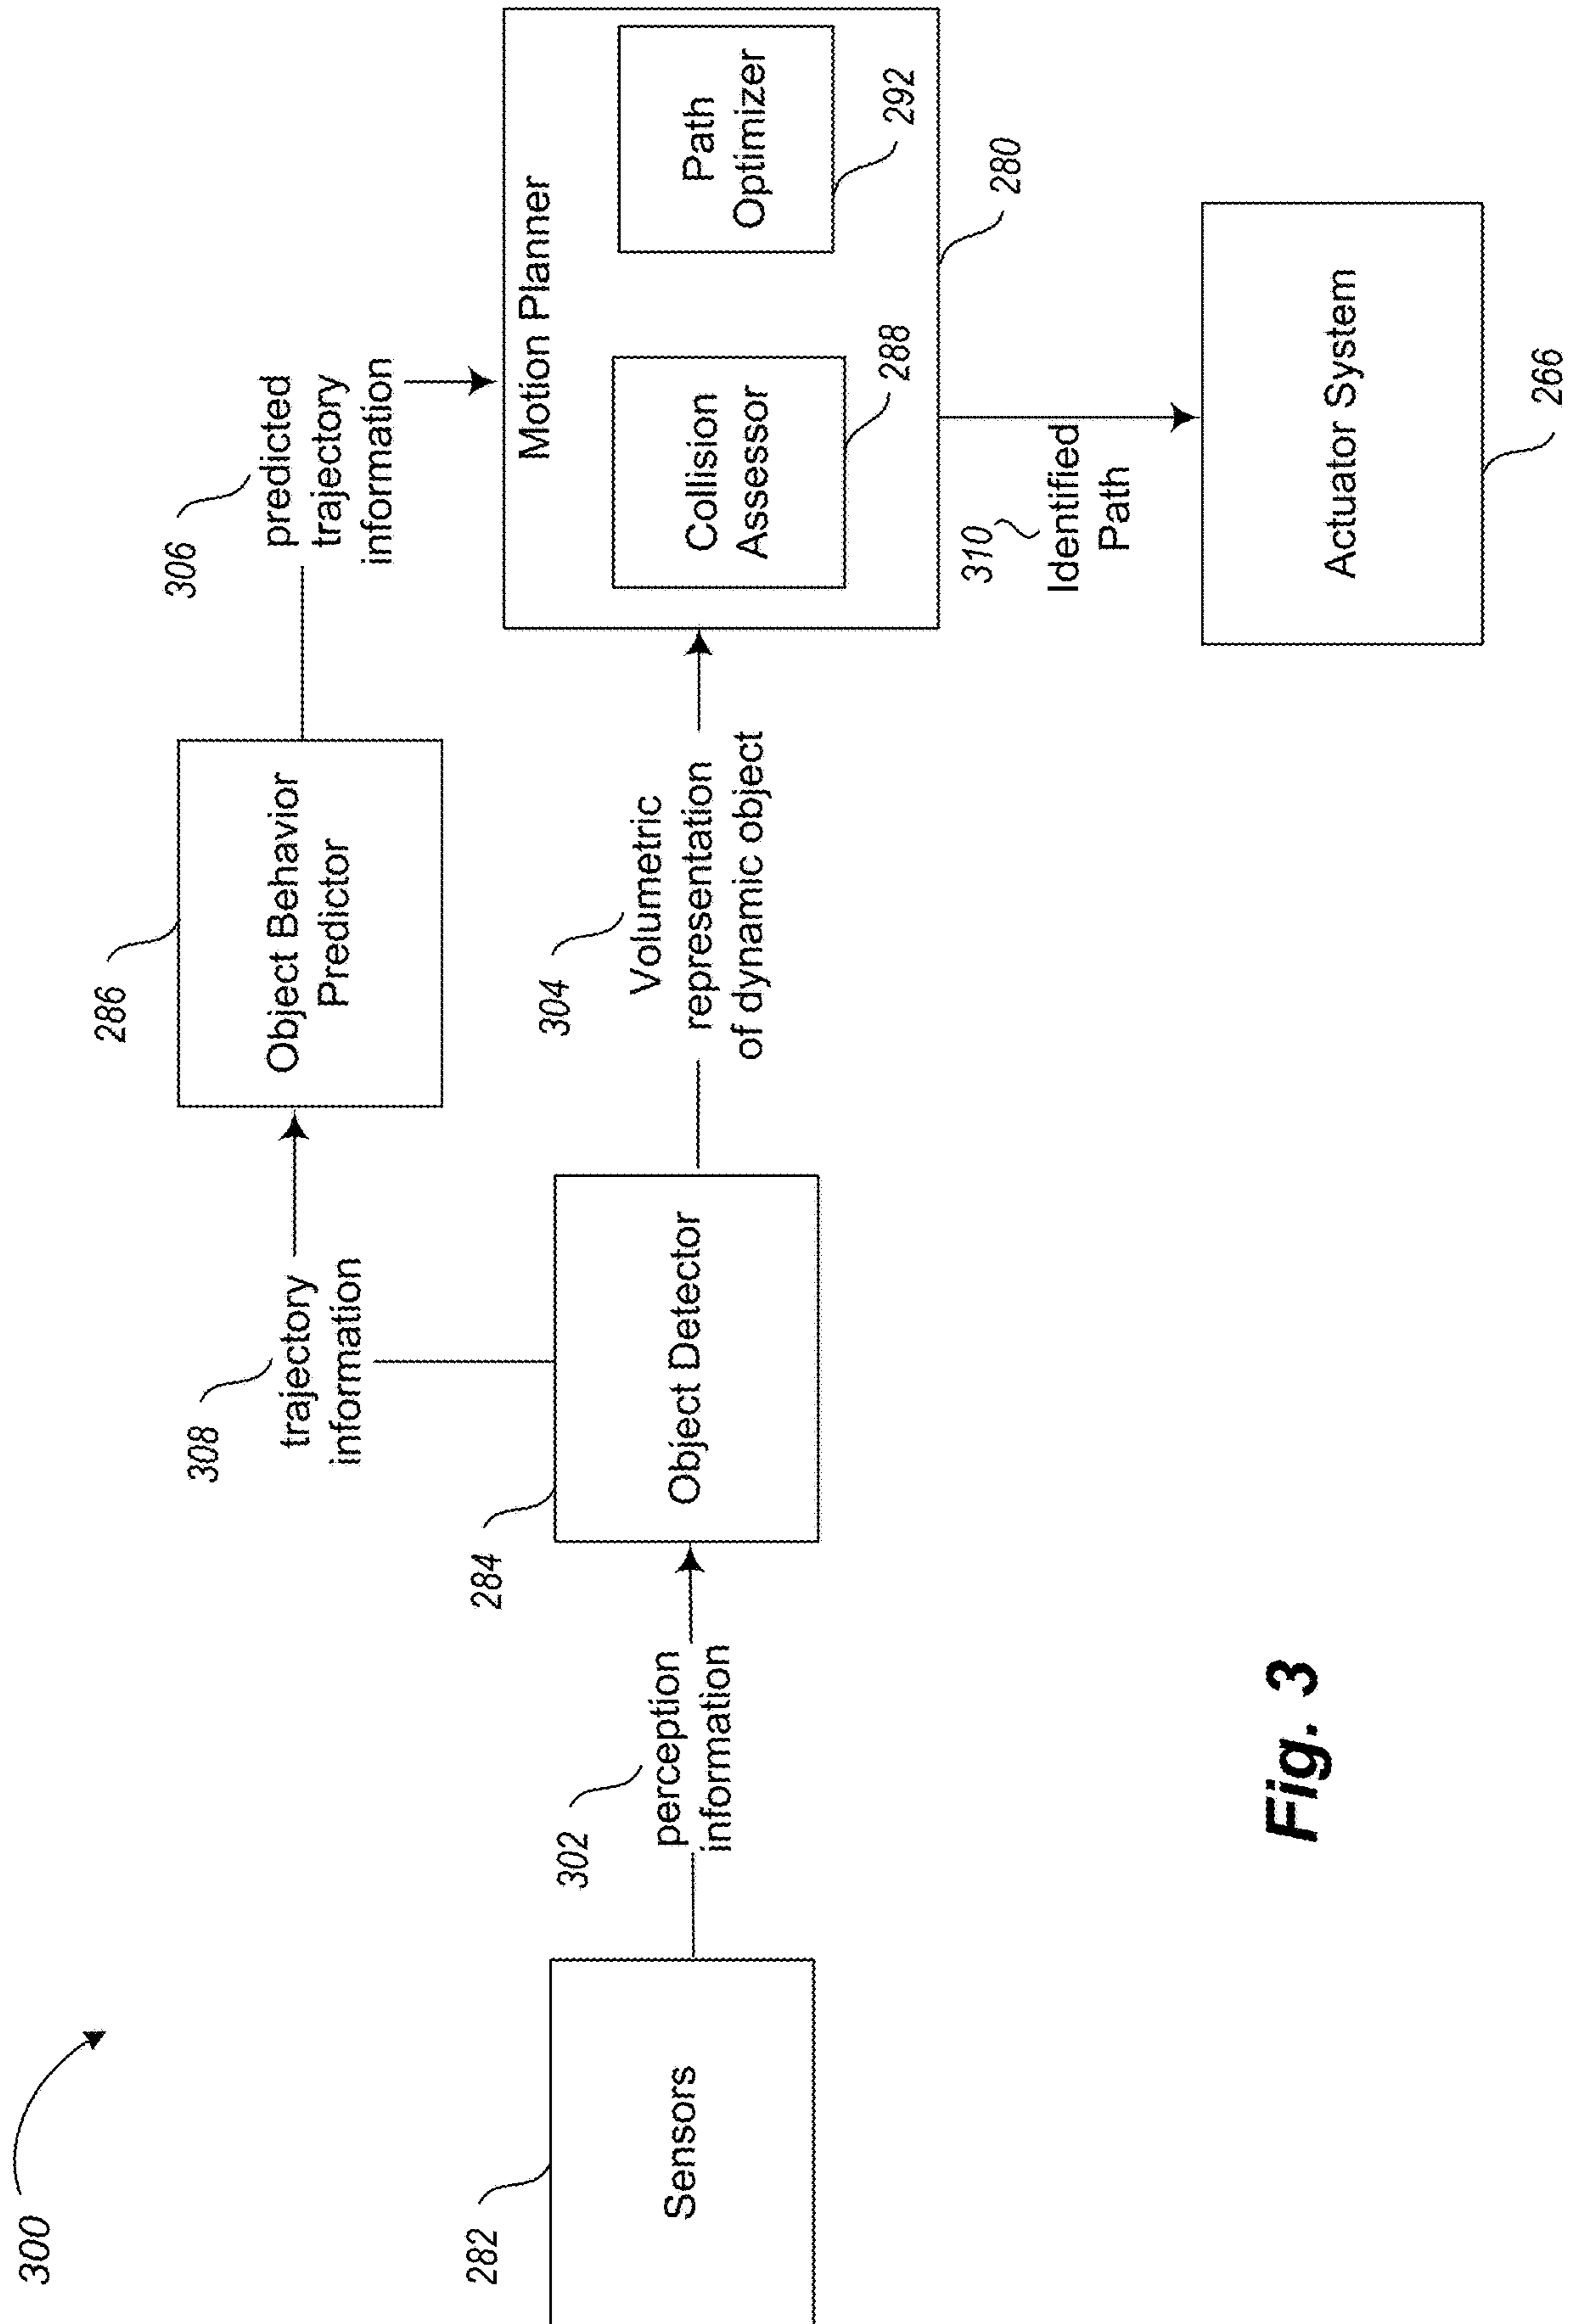 300
282
Sensors
302
perception
information
284
Object Detector
308
trajectory
information
286
Object Behavior
Predictor
304
Volumetric
representation
of dynamic object
306
predicted
trajectory
information
Motion Planner
Collision
Assessor
288
Path
Optimizer
292
280
310
Identified
Path
Actuator System
266
Fig. 3